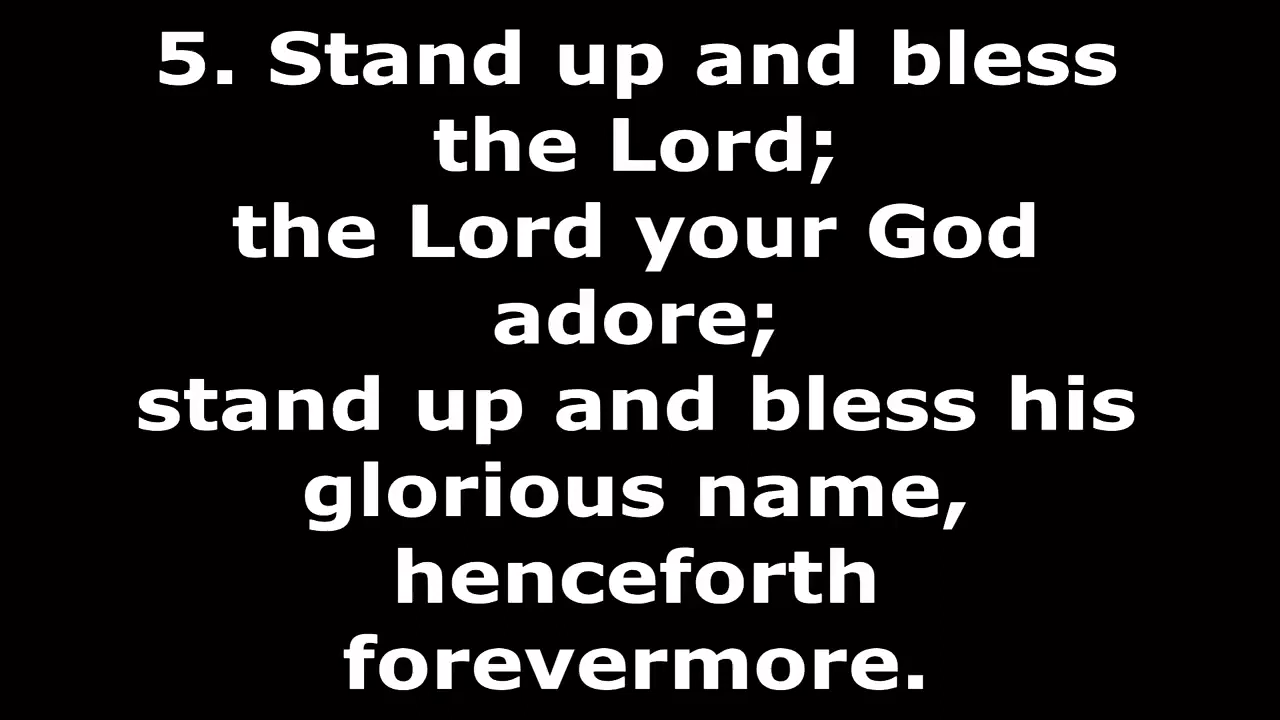 5. Stand up and bless
the Lord;
the Lord your God
adore;
stand up and bless his
glorious name,
henceforth
forevermore.